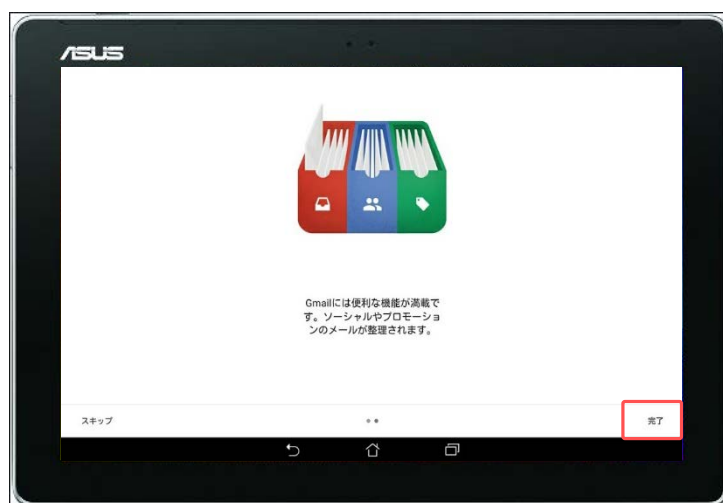 ASUS
Gmailには便利な機能が満載で
す。ソーシャルやプロモーショ
ンのメールが整理されます。
スキップ
完了